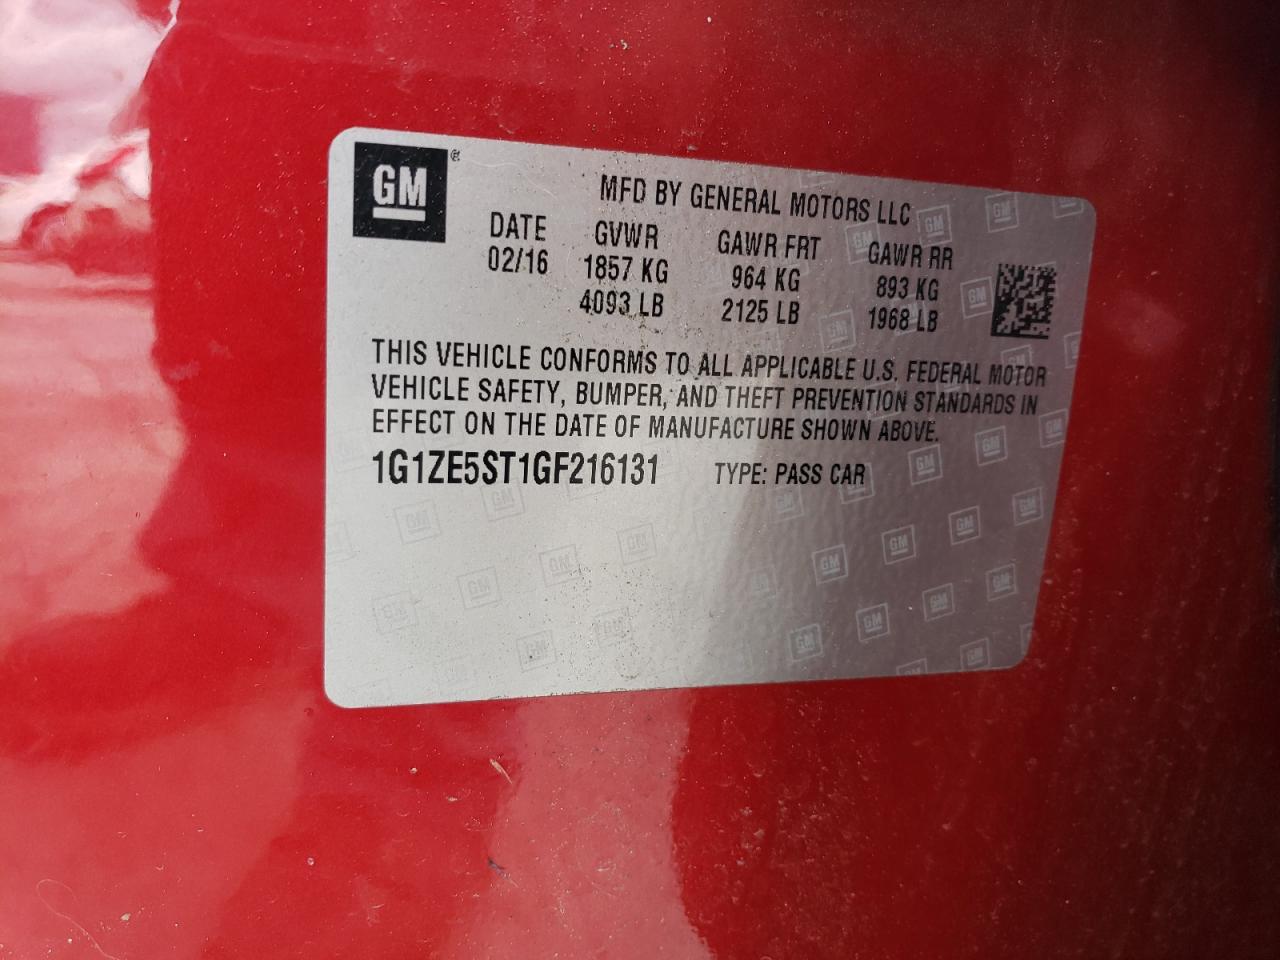 GM
MFD BY GENERAL MOTORS LLC
DATE GVWR GAWR FRT GAWR RR
02/16 1857 KG 964 KG 893 KG
4093 LB 2125 LB 1968 LB
THIS VEHICLE CONFORMS TO ALL APPLICABLE U.S. FEDERAL MOTOR
VEHICLE SAFETY, BUMPER, AND THEFT PREVENTION STANDARDS IN
EFFECT ON THE DATE OF MANUFACTURE SHOWN ABOVE.
1G1ZE5ST1GF216131 TYPE: PASS CAR